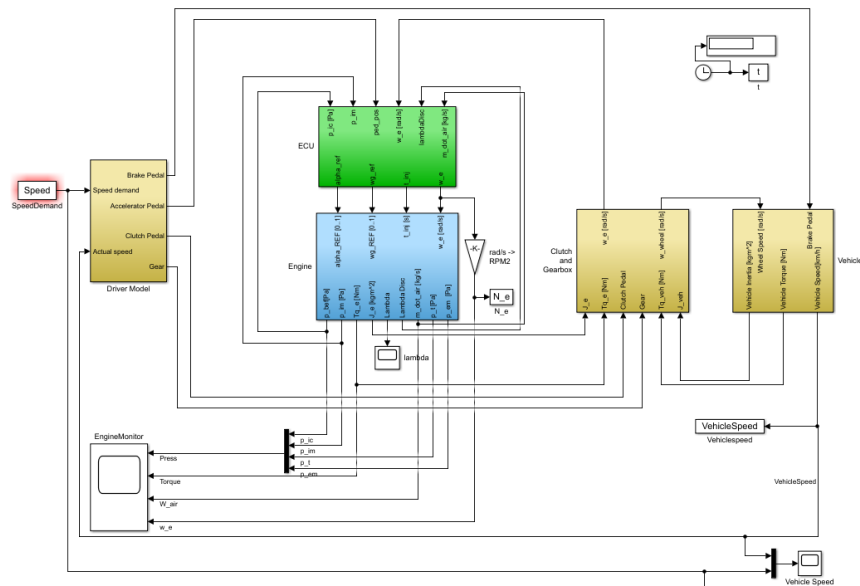 t
t
p_ic [Pa]
p_im
ped_pos
w_e [rad/s]
lambdaDisc
m_dot_air [kg/s]
ECU
alpha_ref
wg_ref
t_inj
w_e
Speed
SpeedDemand
Brake Pedal
Speed demand
Accelerator Pedal
Clutch Pedal
Actual speed
Gear
Driver Model
alpha_REF [0..1]
wg_REF [0..1]
t_inj [s]
w_e [rad/s]
Engine
p_bef[Pa]
p_im [Pa]
Tq_e [Nm]
J_e [kgm^2]
Lambda
Lambda Disc
m_dot_air [kg/s]
p_t [Pa]
p_em [Pa]
-K-
rad/s ->
RPM2
N_e
N_e
lambda
w_e [rad/s]
w_wheel [rad/s]
Clutch
and
Gearbox
J_e
Tq_e [Nm]
Clutch Pedal
Gear
Tq_veh [Nm]
J_veh
Wheel Speed [rad/s]
Brake Pedal
Vehicle
Vehicle Inertia [kgm^2]
Vehicle Torque [Nm]
Vehicle Speed[km/h]
VehicleSpeed
Vehiclespeed
VehicleSpeed
EngineMonitor
p_ic
p_im
p_t
p_em
Press
Torque
W_air
w_e
Vehicle Speed